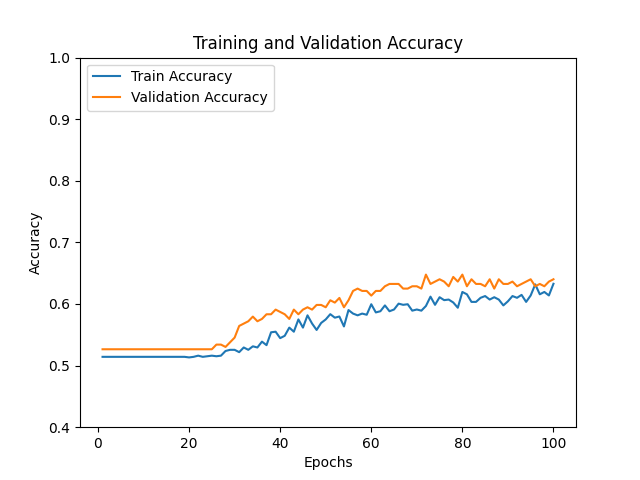 Training and Validation Accuracy
Train Accuracy
Validation Accuracy
1.0
0.9
0.8
0.7
0.6
0.5
0.4
Accuracy
0 20 40 60 80 100
Epochs